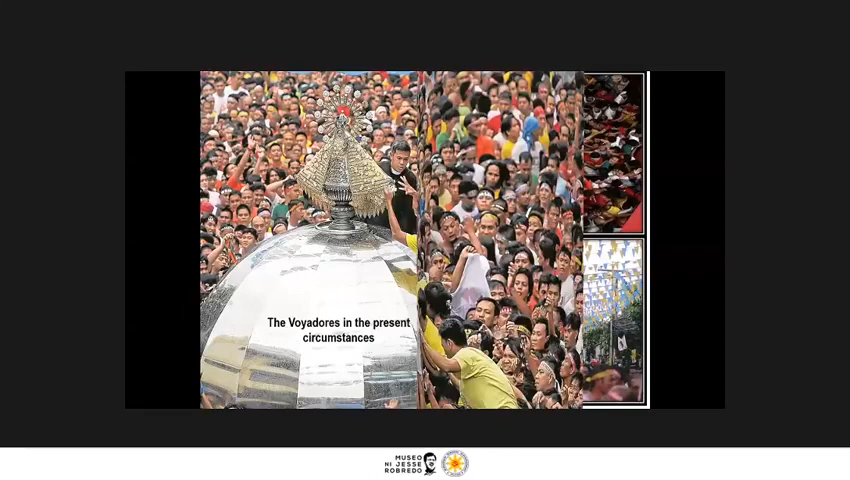 The Voyadores in the present
circumstances
MUSEO
NI JESSE
ROBREDO